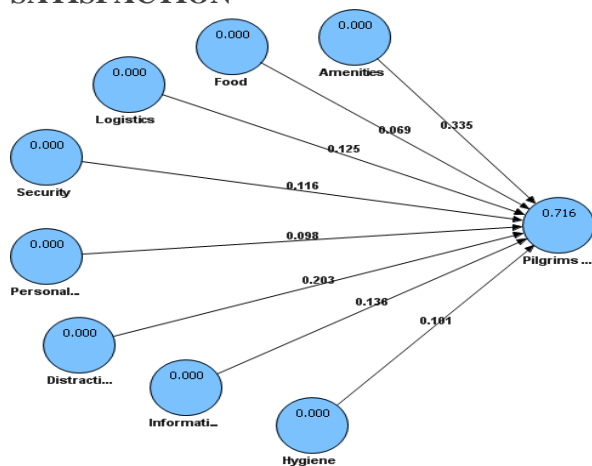 SATISFACTION
0.000
Amenities
0.000
Food
0.000
Logistics
0.335
0.069
0.125
0.000
Security
0.116
0.716
Pilgrims ...
0.098
0.000
Personal...
0.203
0.136
0.101
0.000
Distracti...
0.000
Informati...
0.000
Hygiene